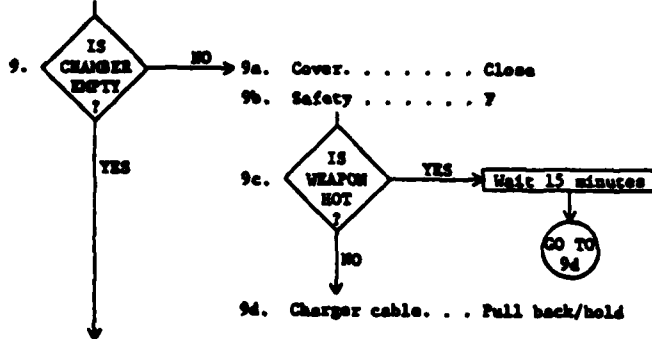 9.
IS
CHAMBER
EMPTY
?
NO
9a. Cover. . . . . . . Close
9b. Safety . . . . . . F
YES
9c.
IS
WEAPON
HOT
?
YES
Wait 15 minutes
GO TO
9d
NO
9d. Charger cable. . . Pull back/hold